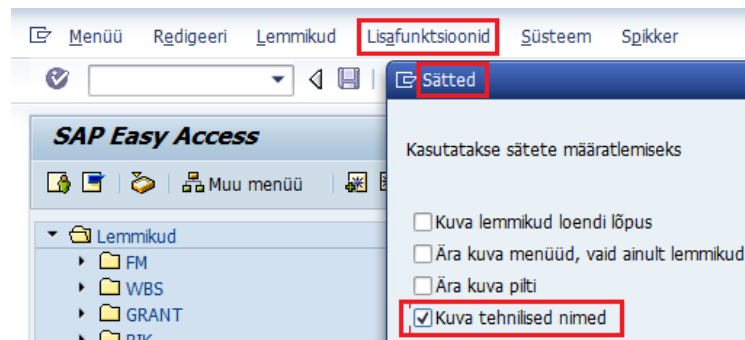 Menüü Redigeeri Lemmikud Lisafunktsioonid Süsteem Spikker
Sätted
SAP Easy Access
Muu menüü
Kasutatakse sätete määratlemiseks
Lemmikud
FM
WBS
GRANT
Kuva lemmikud loendi lõpus
Ära kuva menüüd, vaid ainult lemmikud
Ära kuva pilti
Kuva tehnilised nimed